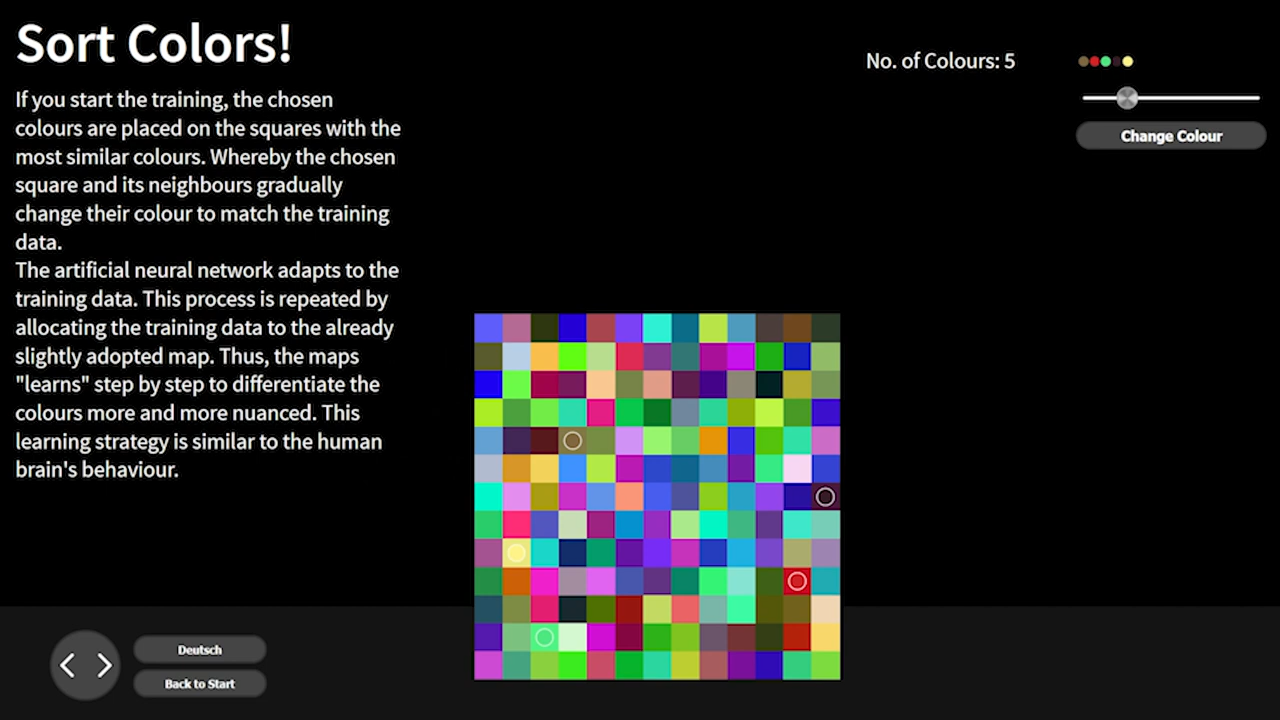 Sort Colors!
If you start the training, the chosen
colours are placed on the squares with the
most similar colours. Whereby the chosen
square and its neighbours gradually
change their colour to match the training
data.
The artificial neural network adapts to the
training data. This process is repeated by
allocating the training data to the already
slightly adopted map. Thus, the maps
"learns" step by step to differentiate the
colours more and more nuanced. This
learning strategy is similar to the human
brain's behaviour.
No. of Colours: 5
Change Colour
Deutsch
Back to Start